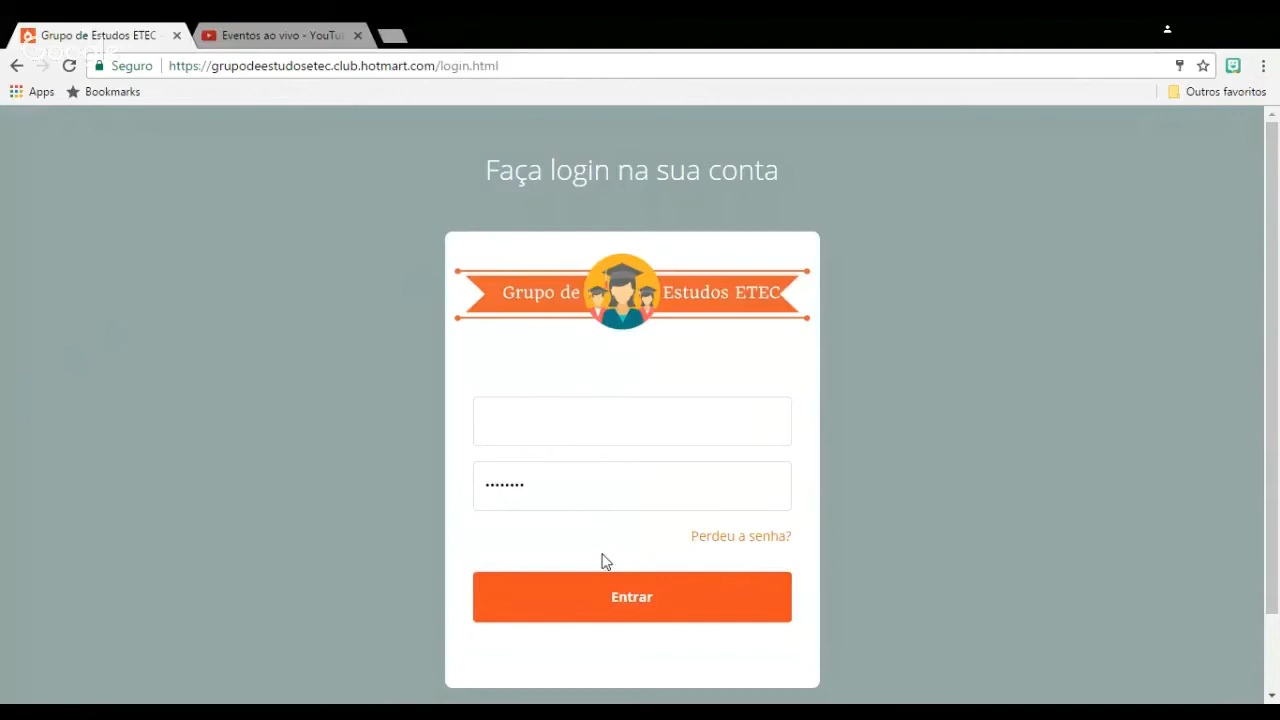 Grupo de Estudos ETEC
Eventos ao vivo - YouTu
Seguro
https://grupodeestudosetec.club.hotmart.com/login.html
Apps
Bookmarks
Outros favoritos
Faça login na sua conta
Grupo de Estudos ETEC
••••••••
Perdeu a senha?
Entrar